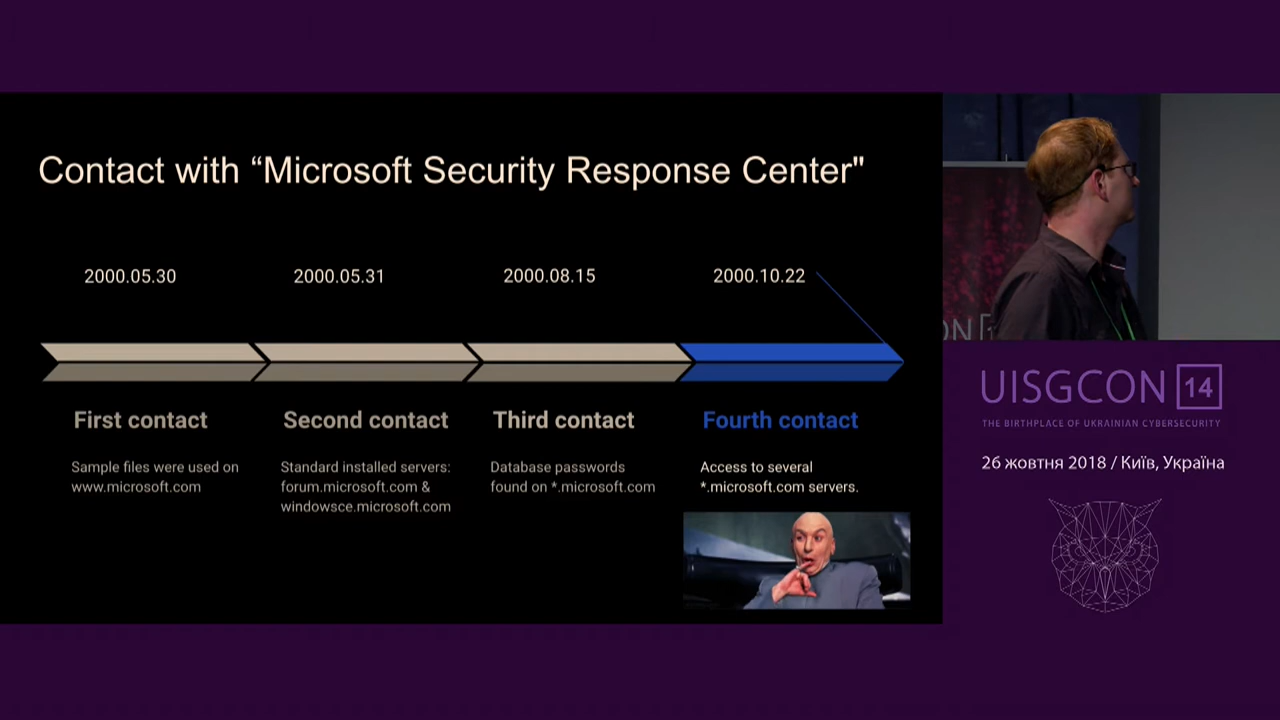 Contact with “Microsoft Security Response Center"
2000.05.30
2000.05.31
2000.08.15
2000.10.22
First contact
Second contact
Third contact
Fourth contact
Sample files were used on
www.microsoft.com
Standard installed servers:
forum.microsoft.com &
windowsce.microsoft.com
Database passwords
found on *.microsoft.com
Access to several
*.microsoft.com servers.
ON
UISGCON 14
THE BIRTHPLACE OF UKRAINIAN CYBERSECURITY
26 жовтня 2018 / Київ, Україна